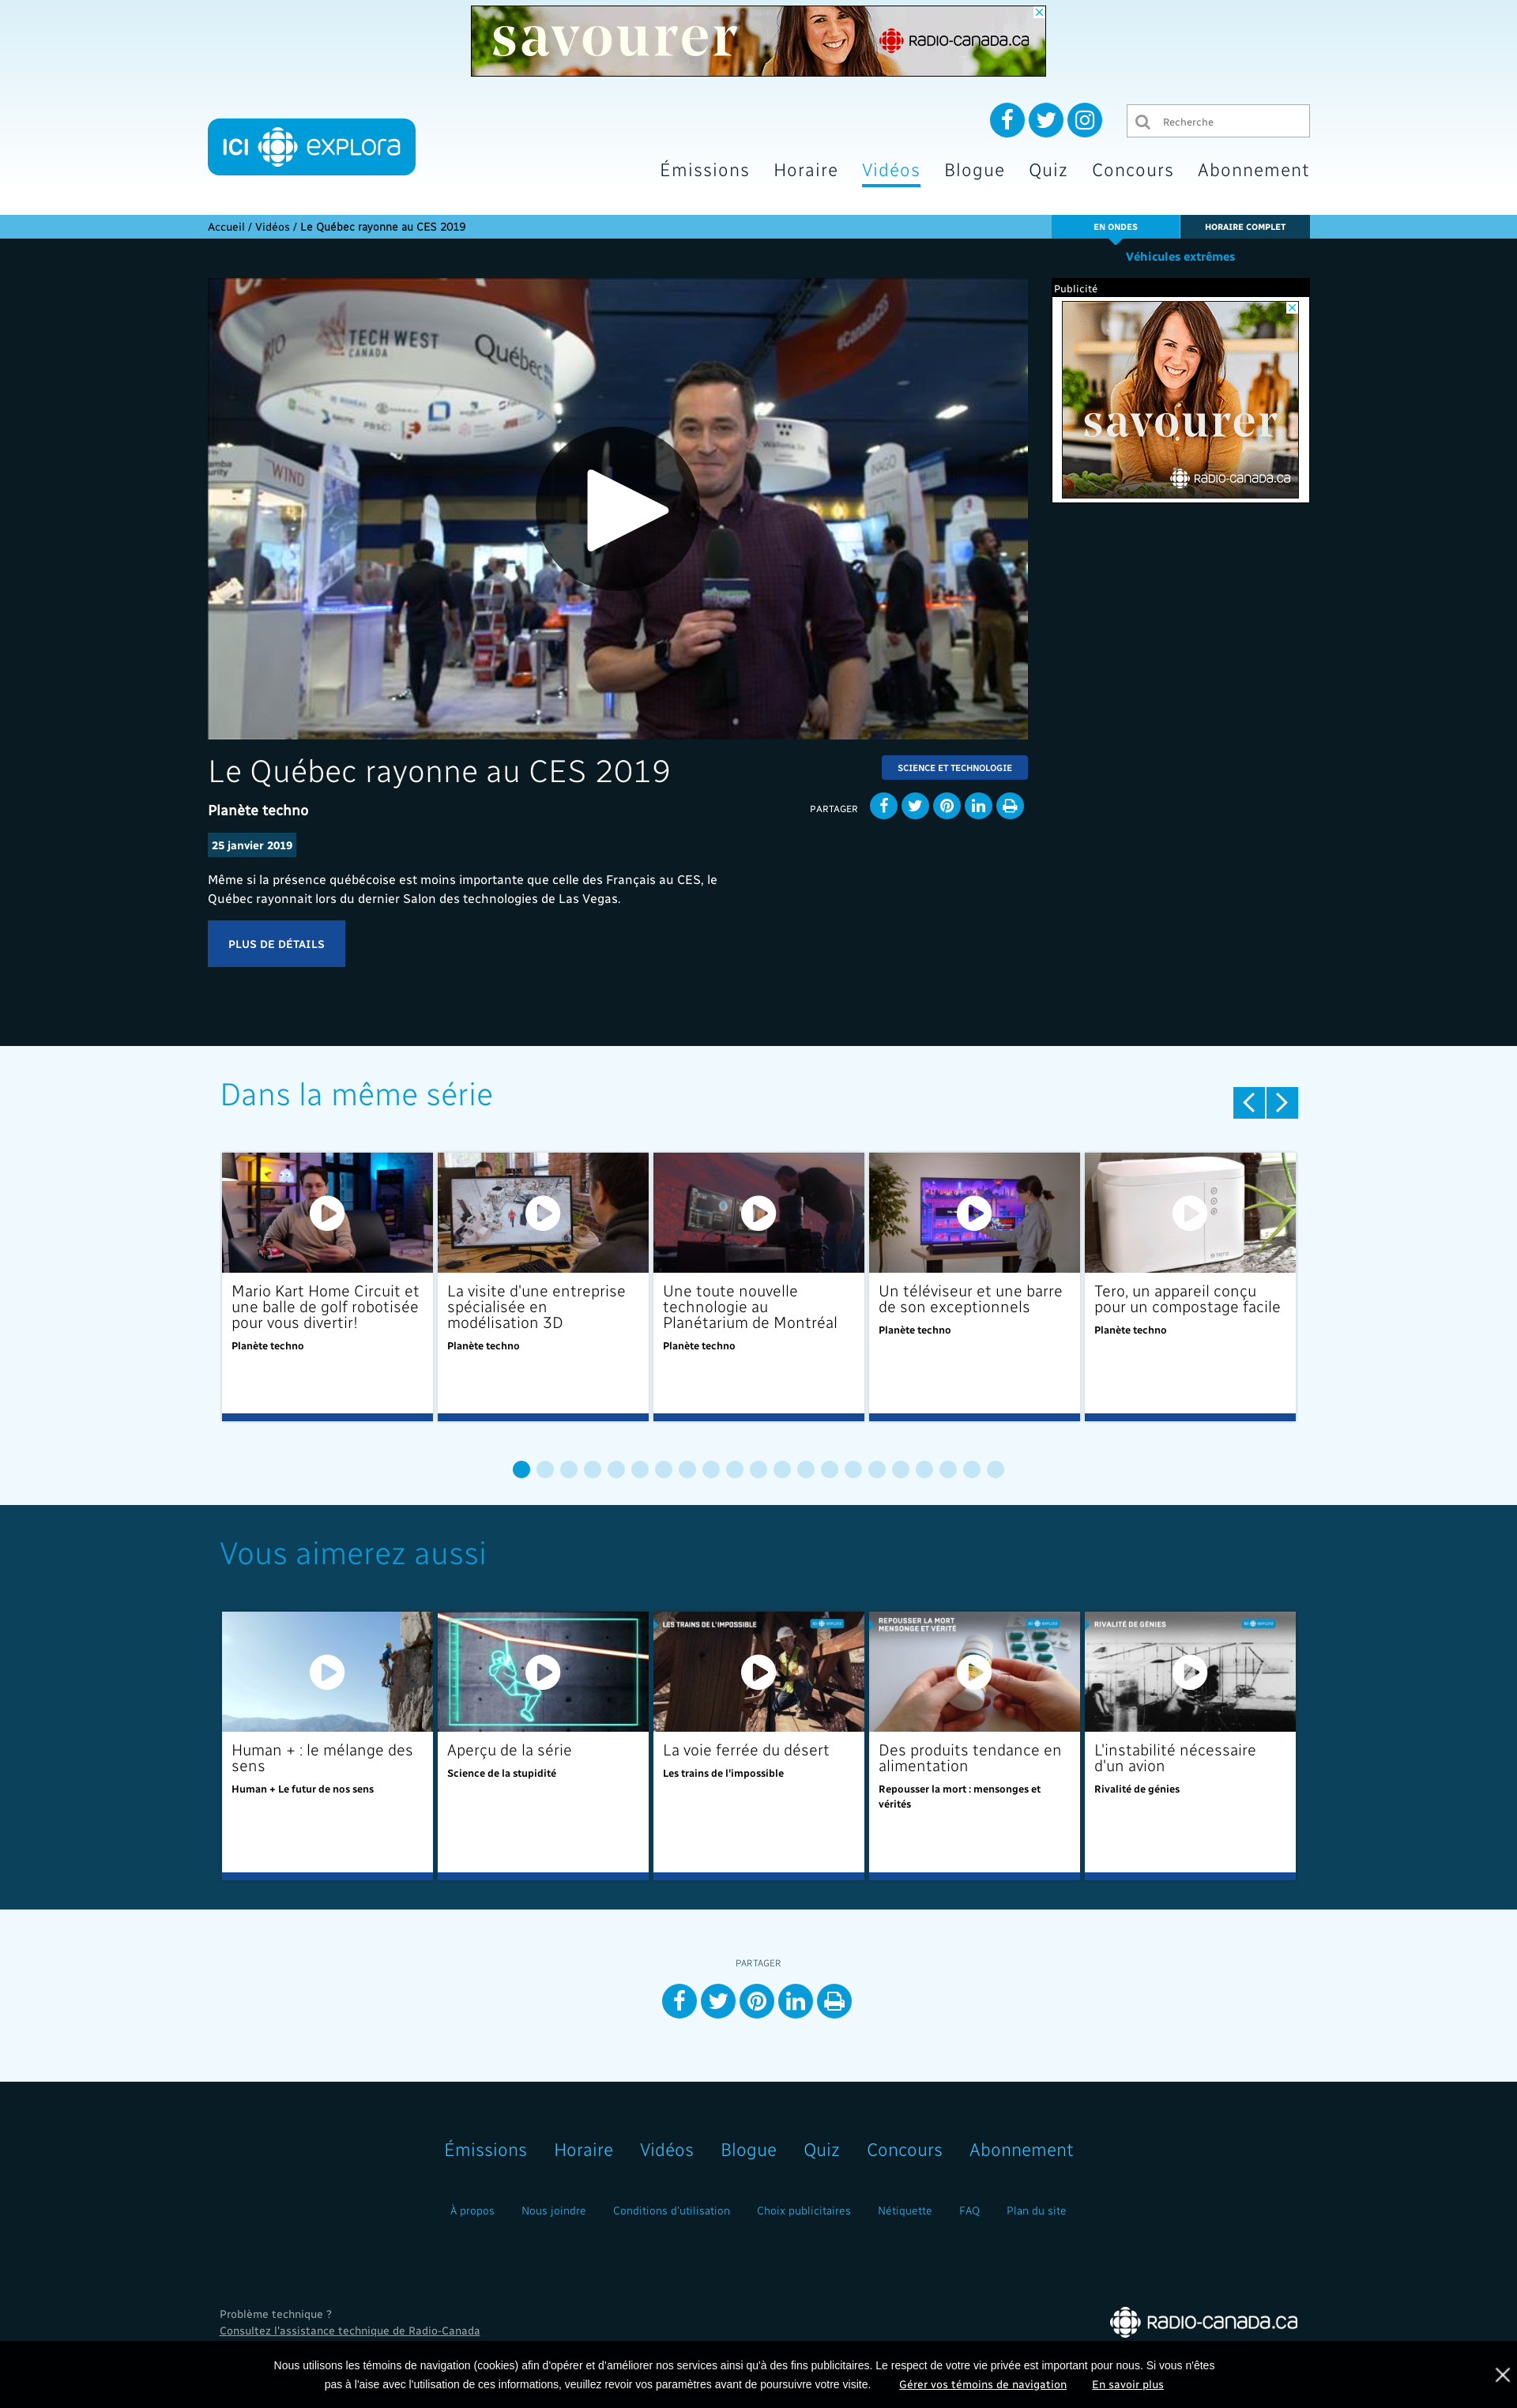 savourer
RADIO-CANADA.CA
ICI explora
Recherche
Émissions Horaire Vidéos Blogue Quiz Concours Abonnement
Accueil / Vidéos / Le Québec rayonne au CES 2019
EN ONDES
HORAIRE COMPLET
Véhicules extrêmes
TECH WEST
CANADA
Québec
#CanadaCES
WIND
Publicité
savourer
RADIO-CANADA.CA
Le Québec rayonne au CES 2019
SCIENCE ET TECHNOLOGIE
Planète techno
PARTAGER
25 janvier 2019
Même si la présence québécoise est moins importante que celle des Français au CES, le
Québec rayonnait lors du dernier Salon des technologies de Las Vegas.
PLUS DE DÉTAILS
Dans la même série
Mario Kart Home Circuit et
une balle de golf robotisée
pour vous divertir!
Planète techno
La visite d'une entreprise
spécialisée en
modélisation 3D
Planète techno
Une toute nouvelle
technologie au
Planétarium de Montréal
Planète techno
Un téléviseur et une barre
de son exceptionnels
Planète techno
Tero, un appareil conçu
pour un compostage facile
Planète techno
Vous aimerez aussi
Human + : le mélange des
sens
Human + Le futur de nos sens
Aperçu de la série
Science de la stupidité
LES TRAINS DE L'IMPOSSIBLE
La voie ferrée du désert
Les trains de l'impossible
REPOUSSER LA MORT
MENSONGE ET VÉRITÉ
Des produits tendance en
alimentation
Repousser la mort : mensonges et
vérités
RIVALITÉ DE GÉNIES
L'instabilité nécessaire
d'un avion
Rivalité de génies
PARTAGER
Émissions Horaire Vidéos Blogue Quiz Concours Abonnement
À propos Nous joindre Conditions d'utilisation Choix publicitaires Nétiquette FAQ Plan du site
Problème technique ?
Consultez l'assistance technique de Radio-Canada
RADIO-CANADA.CA
Nous utilisons les témoins de navigation (cookies) afin d'opérer et d'améliorer nos services ainsi qu'à des fins publicitaires. Le respect de votre vie privée est important pour nous. Si vous n'êtes
pas à l'aise avec l'utilisation de ces informations, veuillez revoir vos paramètres avant de poursuivre votre visite. Gérer vos témoins de navigation En savoir plus